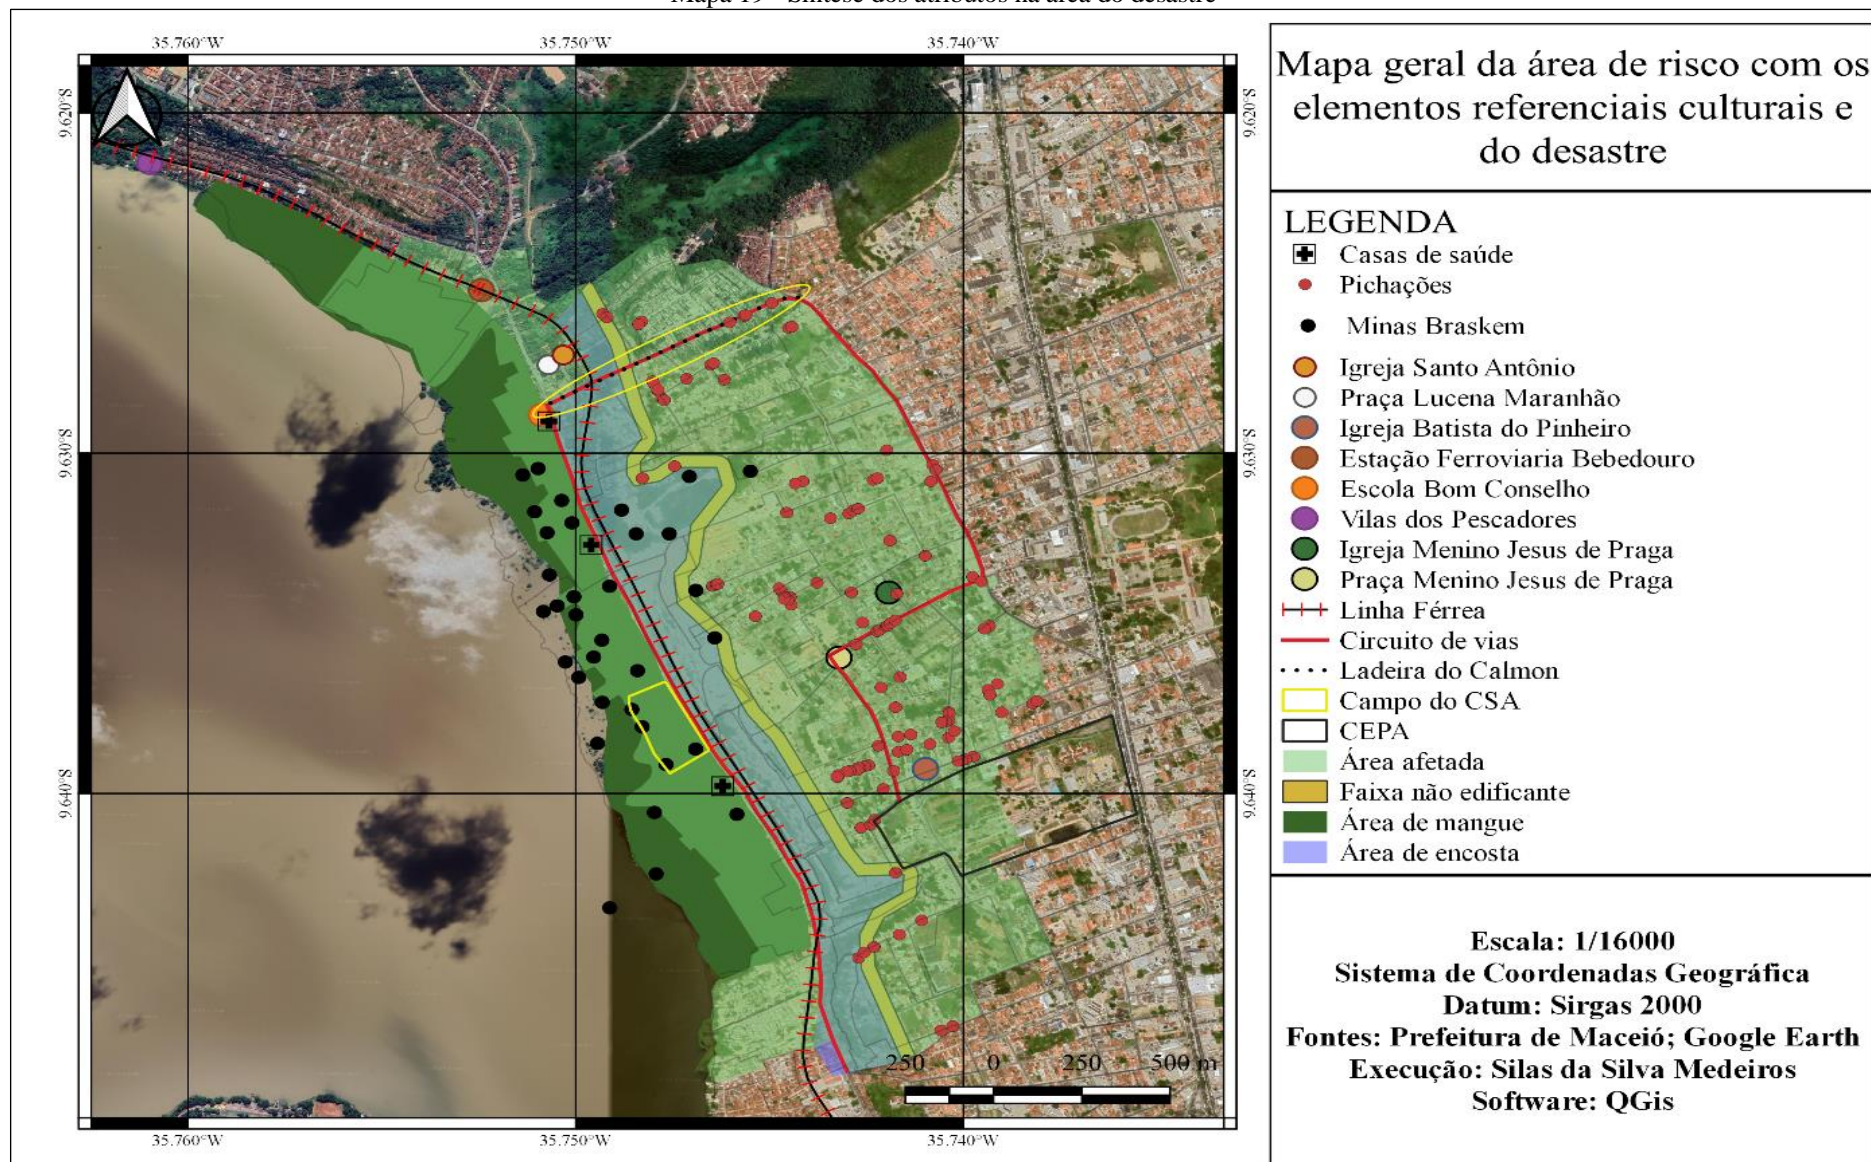 Mapa 19 - Síntese dos atributos na área do desastre
35.760°W 35.750°W 35.740°W
9.620°S 9.620°S
9.630°S 9.630°S
9.640°S 9.640°S
250 0 250 500 m
35.760°W 35.750°W 35.740°W
Mapa geral da área de risco com os
elementos referenciais culturais e
do desastre
LEGENDA
Casas de saúde
Pichações
Minas Braskem
Igreja Santo Antônio
Praça Lucena Maranhão
Igreja Batista do Pinheiro
Estação Ferroviaria Bebedouro
Escola Bom Conselho
Vilas dos Pescadores
Igreja Menino Jesus de Praga
Praça Menino Jesus de Praga
Linha Férrea
Circuito de vias
Ladeira do Calmon
Campo do CSA
CEPA
Área afetada
Faixa não edificante
Área de mangue
Área de encosta
Escala: 1/16000
Sistema de Coordenadas Geográfica
Datum: Sirgas 2000
Fontes: Prefeitura de Maceió; Google Earth
Execução: Silas da Silva Medeiros
Software: QGis